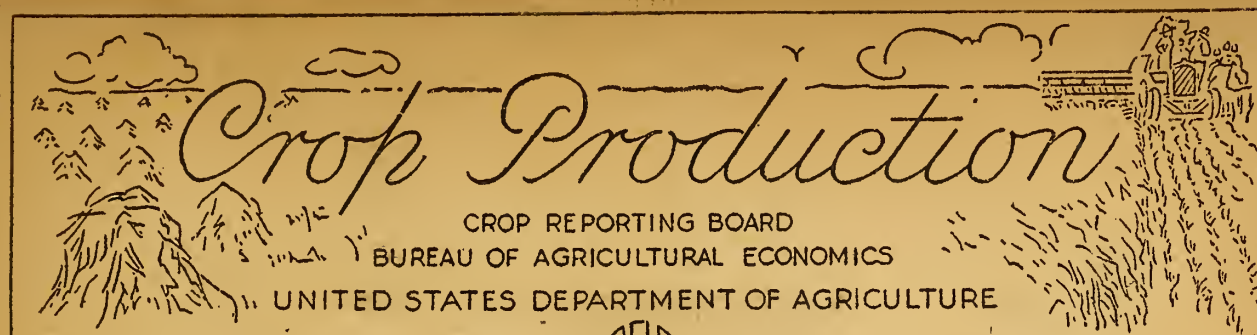 Crop Production
CROP REPORTING BOARD
BUREAU OF AGRICULTURAL ECONOMICS
UNITED STATES DEPARTMENT OF AGRICULTURE